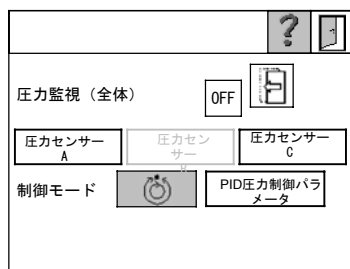 ?
圧力監視（全体）
OFF
圧力センサー
A
圧力セン
サー
B
圧力センサー
C
制御モード
PID圧力制御パラ
メータ